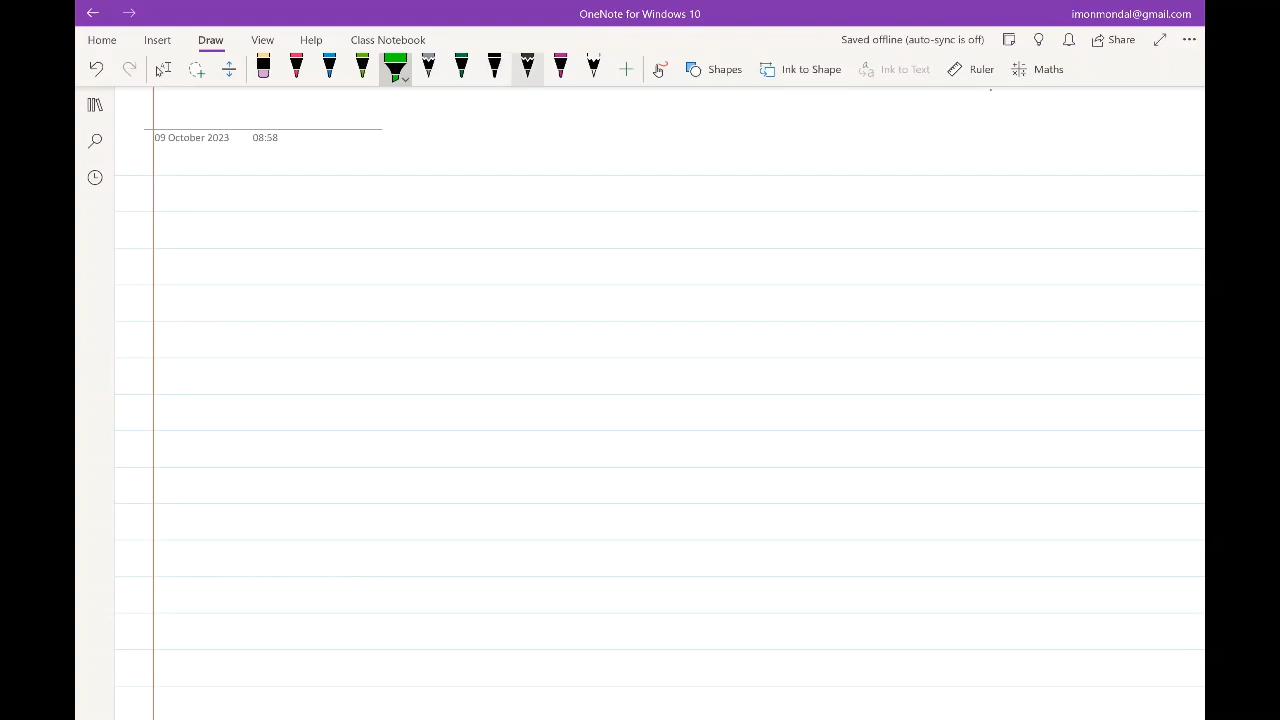 OneNote for Windows 10
imonmondal@gmail.com
Home Insert Draw View Help Class Notebook
Saved offline (auto-sync is off)
Share
Shapes Ink to Shape Ink to Text Ruler Maths
09 October 2023 08:58